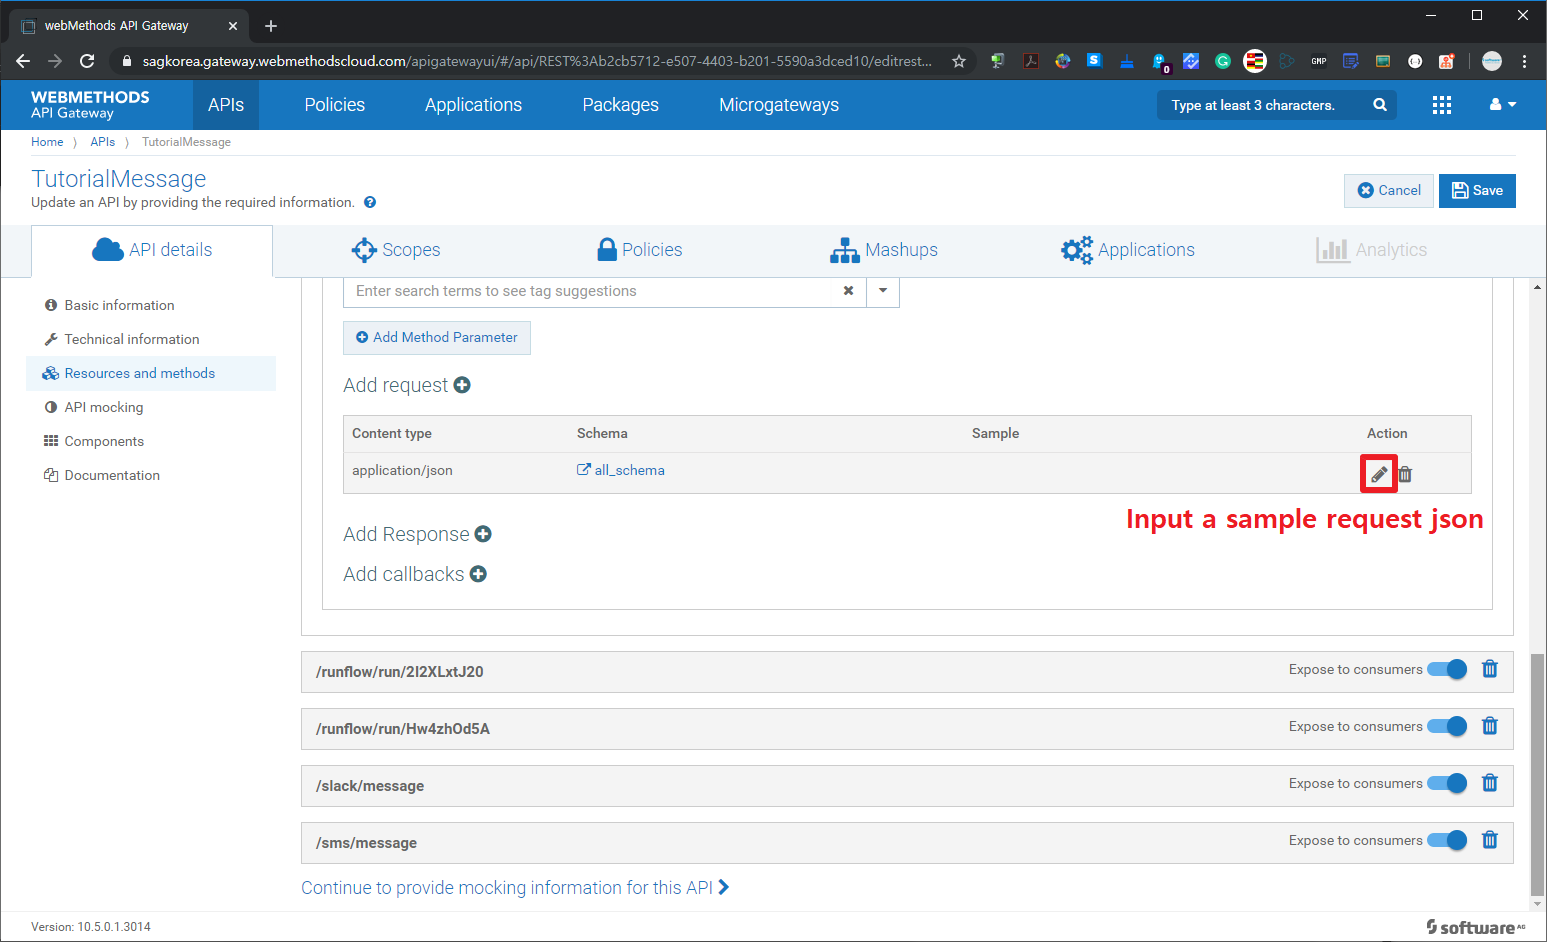 webMethods API Gateway
sagkorea.gateway.webmethodscloud.com/apigatewayui/#/api/REST%3Ab2cb5712-e507-4403-b201-5590a3dced10/editrest...
S
0
GMP
WEBMETHODS
API Gateway
APIs
Policies
Applications
Packages
Microgateways
Type at least 3 characters.
Home
APIs
TutorialMessage
TutorialMessage
Update an API by providing the required information.
Cancel
Save
API details
Scopes
Policies
Mashups
Applications
Analytics
Basic information
Technical information
Resources and methods
API mocking
Components
Documentation
Enter search terms to see tag suggestions
Add Method Parameter
Add request
Content type Schema Sample Action
application/json all_schema
Input a sample request json
Add Response
Add callbacks
/runflow/run/2I2XLxtJ20 Expose to consumers
/runflow/run/Hw4zhOd5A Expose to consumers
/slack/message Expose to consumers
/sms/message Expose to consumers
Continue to provide mocking information for this API
Version: 10.5.0.1.3014
software AG